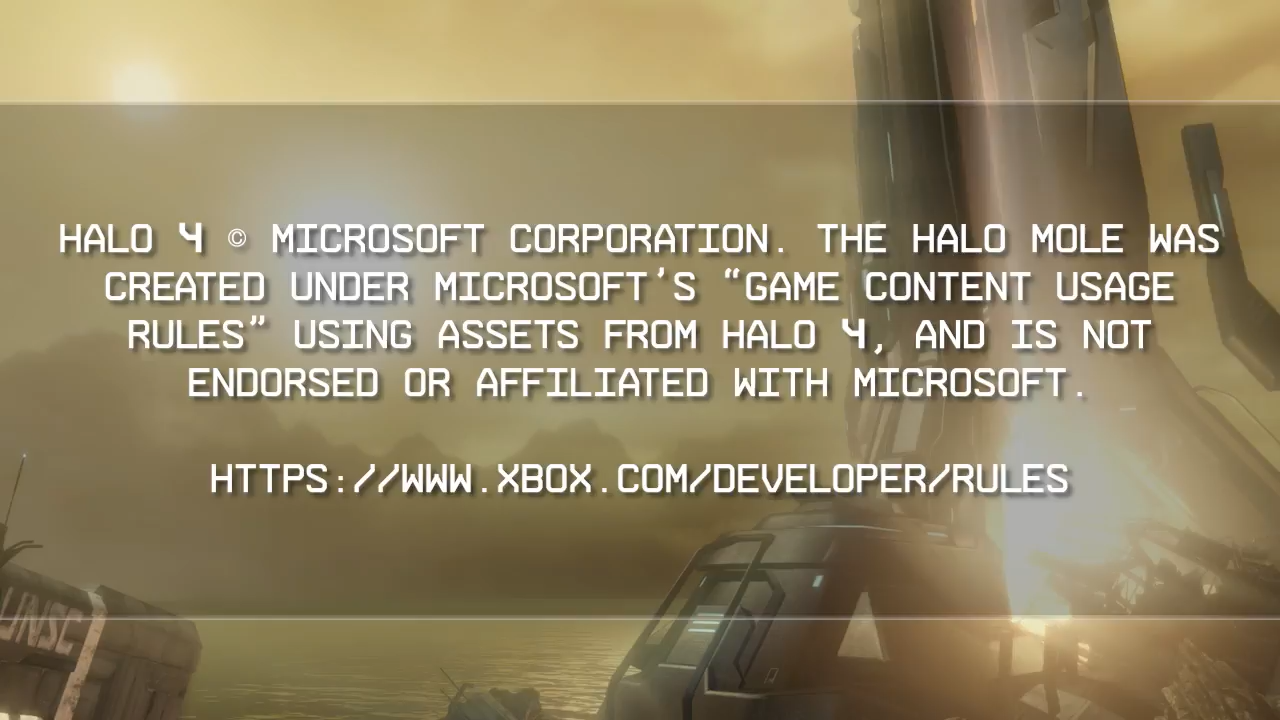 HALO 4 © MICROSOFT CORPORATION. THE HALO MOLE WAS
CREATED UNDER MICROSOFT'S “GAME CONTENT USAGE
RULES” USING ASSETS FROM HALO 4, AND IS NOT
ENDORSED OR AFFILIATED WITH MICROSOFT.
HTTPS://WWW.XBOX.COM/DEVELOPER/RULES
UNSC